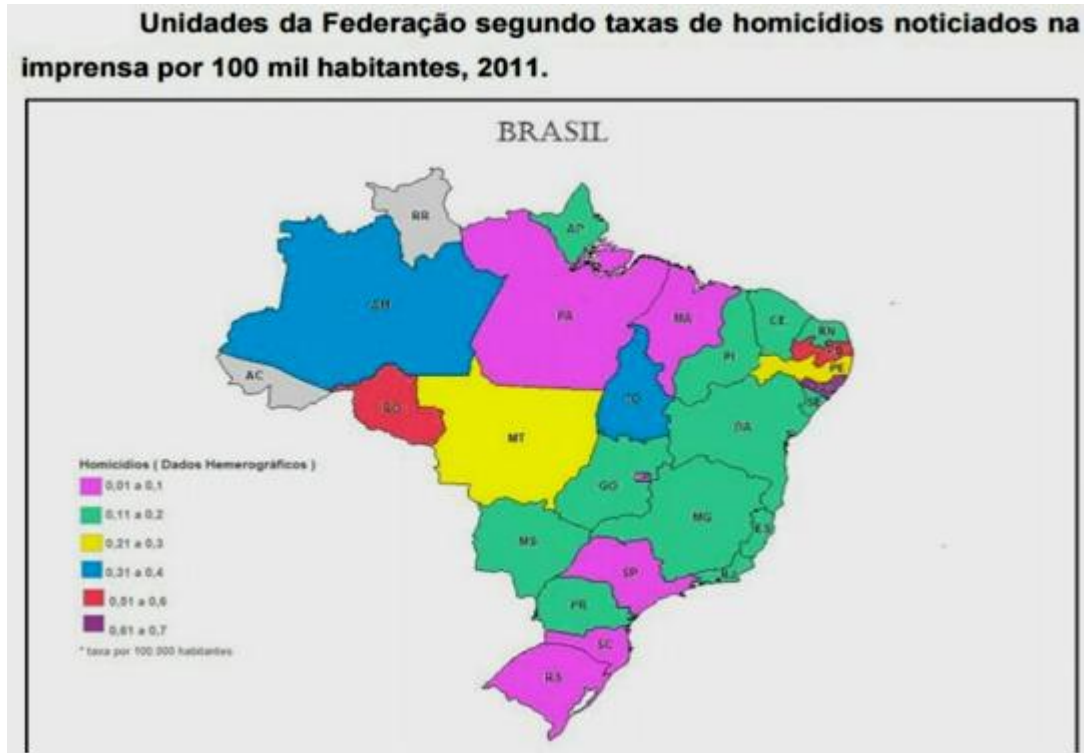 Unidades da Federação segundo taxas de homicídios noticiados na
imprensa por 100 mil habitantes, 2011.
BRASIL
RR
AP
AM
PA
MA
CE
RN
PI
PB
PE
AC
RO
TO
SE
MT
BA
Homicídios ( Dados Hemerográficos )
0,01 a 0,1
0,11 a 0,2
0,21 a 0,3
0,31 a 0,4
0,51 a 0,6
0,61 a 0,7
* taxa por 100.000 habitantes
GO
MG
ES
MS
SP
RJ
PR
SC
RS